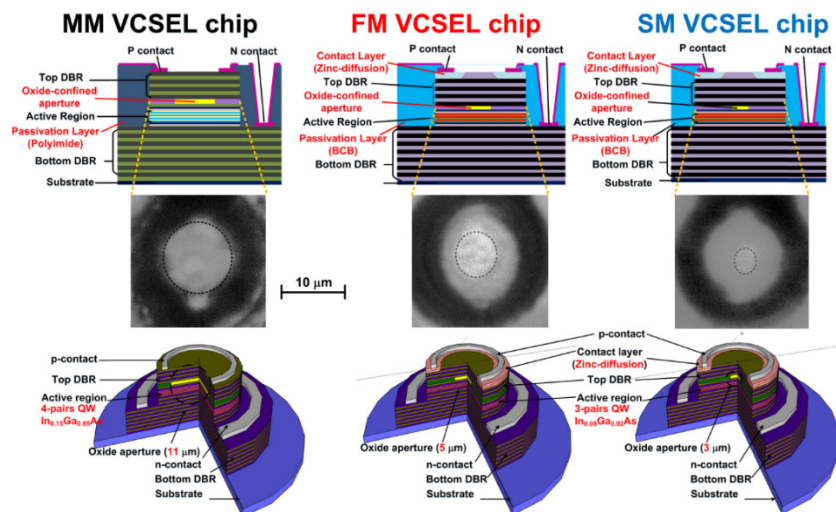 MM VCSEL chip
FM VCSEL chip
SM VCSEL chip
P contact
N contact
Top DBR
Oxide-confined
aperture
Active Region
Passivation Layer
(Polyimide)
Bottom DBR
Substrate
P contact
N contact
Contact Layer
(Zinc-diffusion)
Top DBR
Oxide-confined
aperture
Active Region
Passivation Layer
(BCB)
Bottom DBR
Substrate
P contact
N contact
Contact Layer
(Zinc-diffusion)
Top DBR
Oxide-confined
aperture
Active Region
Passivation Layer
(BCB)
Bottom DBR
Substrate
10 μm
p-contact
Top DBR
Active region
4-pairs QW
In0.15Ga0.85As
Oxide aperture (11 μm)
n-contact
Bottom DBR
Substrate
p-contact
Contact layer
(Zinc-diffusion)
Top DBR
Active region
3-pairs QW
In0.08Ga0.92As
Oxide aperture (5 μm)
n-contact
Bottom DBR
Substrate
Oxide aperture (3 μm)
n-contact
Bottom DBR
Substrate